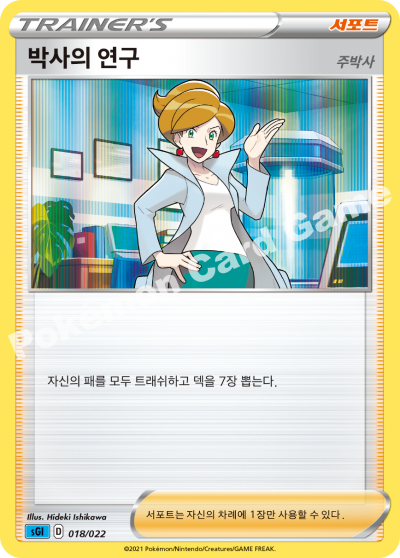 TRAINER'S 서포트
박사의 연구 주박사
Pokémon Card Game
자신의 패를 모두 트래쉬하고 덱을 7장 뽑는다.
Illus. Hideki Ishikawa
sGI D 018/022
서포트는 자신의 차례에 1장만 사용할 수 있다.
©2021 Pokémon/Nintendo/Creatures/GAME FREAK.